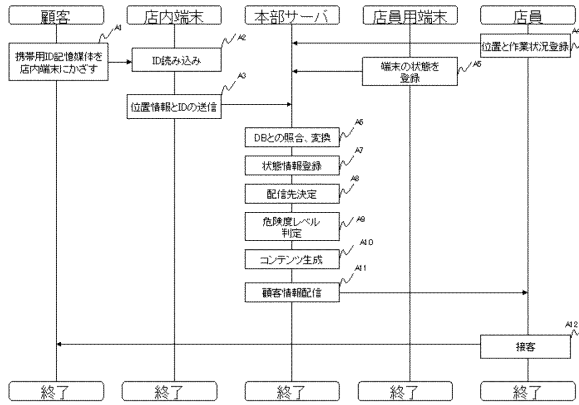 顧客
店内端末
本部サーバ
店員用端末
店員
A1
携帯用ID記憶媒体を
店内端末にかざす
A2
ID読み込み
A4
位置と作業状況登録
A5
端末の状態を
登録
A3
位置情報とIDの送信
A6
DBとの照合、変換
A7
状態情報登録
A8
配信先決定
A9
危険度レベル
判定
A10
コンテンツ生成
A11
顧客情報配信
A12
接客
終了
終了
終了
終了
終了